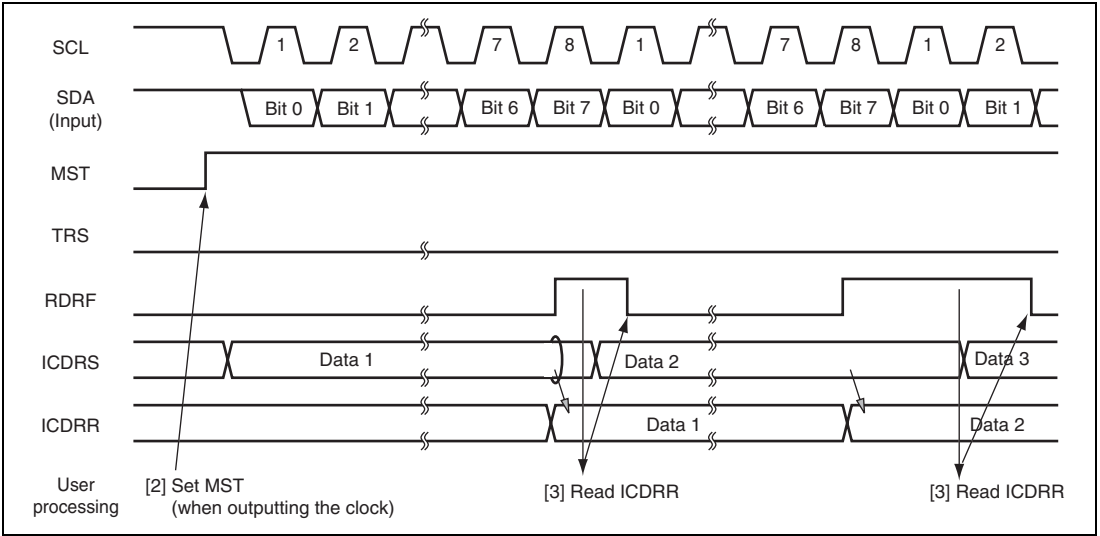 SCL 1 2 7 8 1 7 8 1 2
SDA
(Input)
Bit 0 Bit 1 Bit 6 Bit 7 Bit 0 Bit 6 Bit 7 Bit 0 Bit 1
MST
TRS
RDRF
ICDRS Data 1 Data 2 Data 3
ICDRR Data 1 Data 2
User
processing
[2] Set MST
(when outputting the clock)
[3] Read ICDRR
[3] Read ICDRR